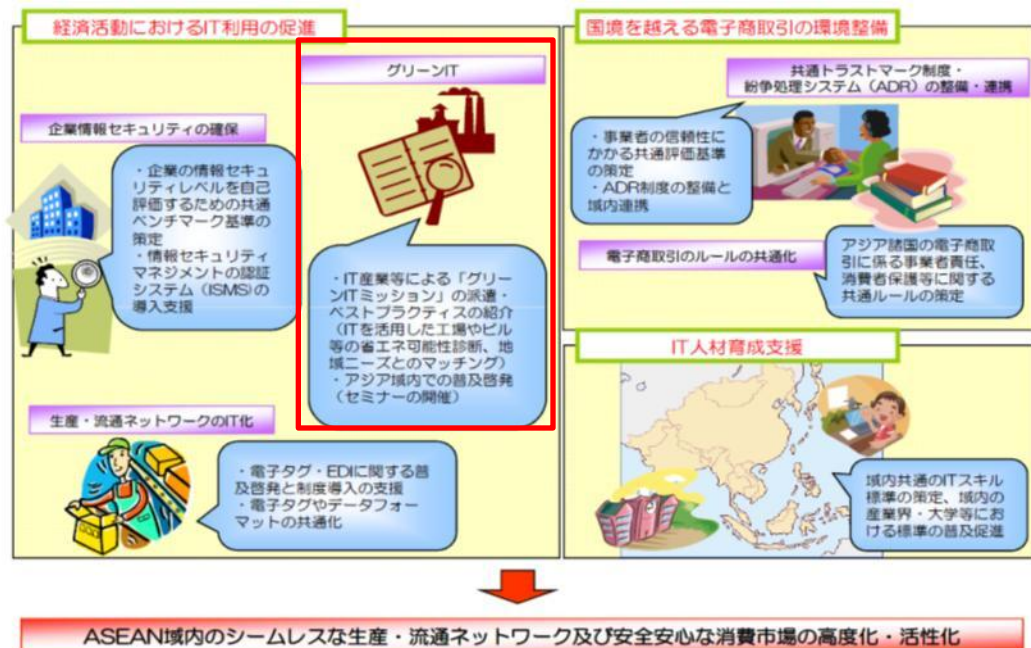 経済活動におけるIT利用の促進
グリーンIT
企業情報セキュリティの確保
・企業の情報セキュ
リティレベルを自己
評価するための共通
ベンチマーク基準の
策定
・情報セキュリティ
マネジメントの認証
システム（ISMS)の
導入支援
・IT産業等による「グリー
ンITミッション」の派遣・
ベストプラクティスの紹介
（ITを活用した工場やビル
等の省エネ可能性診断、地
域ニーズとのマッチング）
・アジア域内での普及啓発
（セミナーの開催）
生産・流通ネットワークのIT化
・電子タグ・EDIに関する普
及啓発と制度導入の支援
・電子タグやデータフォー
マットの共通化
国境を越える電子商取引の環境整備
共通トラストマーク制度・
紛争処理システム（ADR）の整備・連携
・事業者の信頼性に
かかる共通評価基準
の策定
・ADR制度の整備と
域内連携
電子商取引のルールの共通化
アジア諸国の電子商取
引に係る事業者責任、
消費者保護等に関する
共通ルールの策定
IT人材育成支援
域内共通のITスキル
標準の策定、域内の
産業界・大学等にお
ける標準の普及促進
ASEAN域内のシームレスな生産・流通ネットワーク及び安全安心な消費市場の高度化・活性化